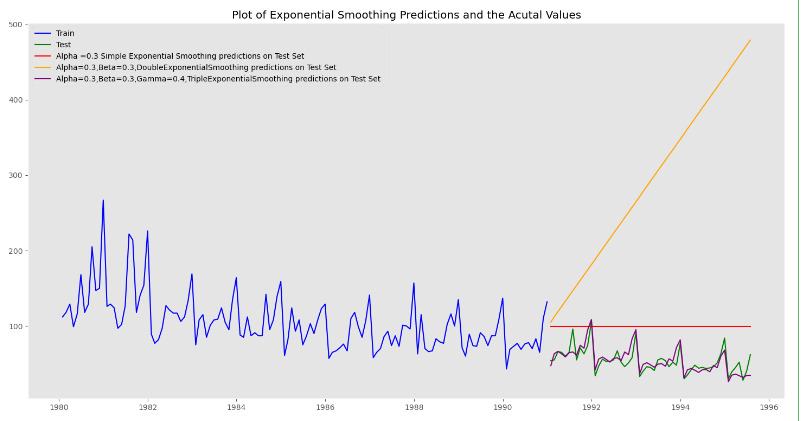 Plot of Exponential Smoothing Predictions and the Acutal Values
500
400
300
200
100
Train
Test
Alpha =0.3 Simple Exponential Smoothing predictions on Test Set
Alpha=0.3,Beta=0.3,DoubleExponentialSmoothing predictions on Test Set
Alpha=0.3,Beta=0.3,Gamma=0.4,TripleExponentialSmoothing predictions on Test Set
1980 1982 1984 1986 1988 1990 1992 1994 1996